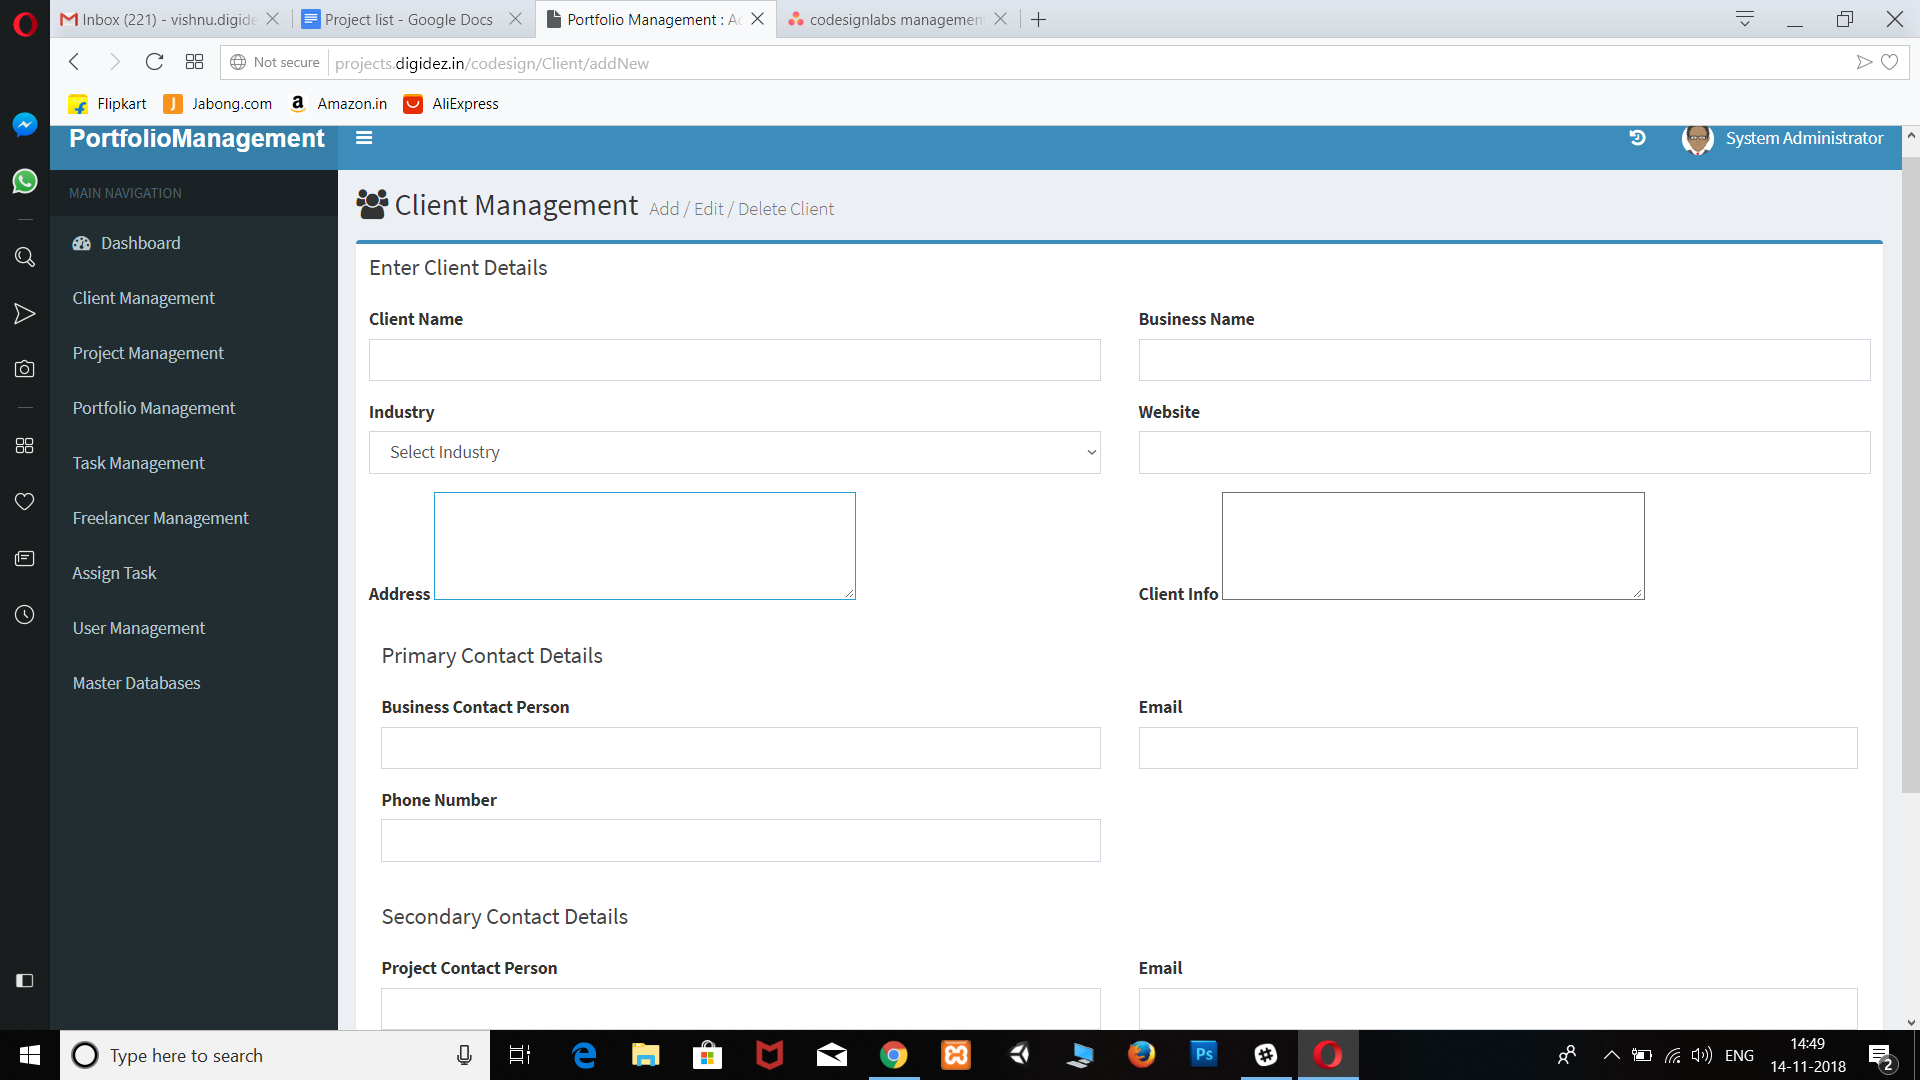 Inbox (221) - vishnu.digide
Project list - Google Docs
Portfolio Management : Ac
codesignlabs managemen
Not secure
projects.digidez.in/codesign/Client/addNew
Flipkart
Jabong.com
Amazon.in
AliExpress
PortfolioManagement
System Administrator
MAIN NAVIGATION
Dashboard
Client Management
Project Management
Portfolio Management
Task Management
Freelancer Management
Assign Task
User Management
Master Databases
Client Management Add / Edit / Delete Client
Enter Client Details
Client Name
Business Name
Industry
Website
Select Industry
Address
Client Info
Primary Contact Details
Business Contact Person
Email
Phone Number
Secondary Contact Details
Project Contact Person
Email
Type here to search
Ps
ENG
14:49
14-11-2018
2